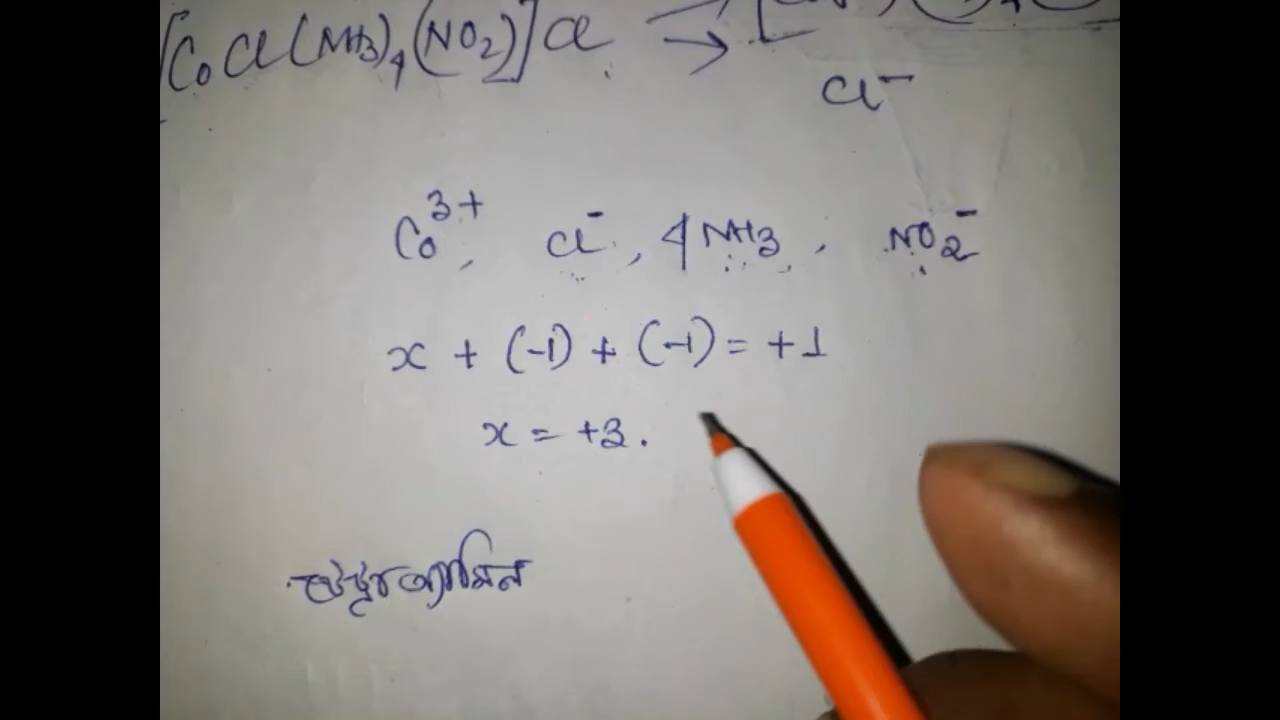 [CoCl(NH3)4(NO2)]Cl →
Cl⁻
Co³⁺, Cl⁻, 4NH3, NO2⁻
x + (-1) + (-1) = +1
x = +3.
টেট্রাঅ্যামিন